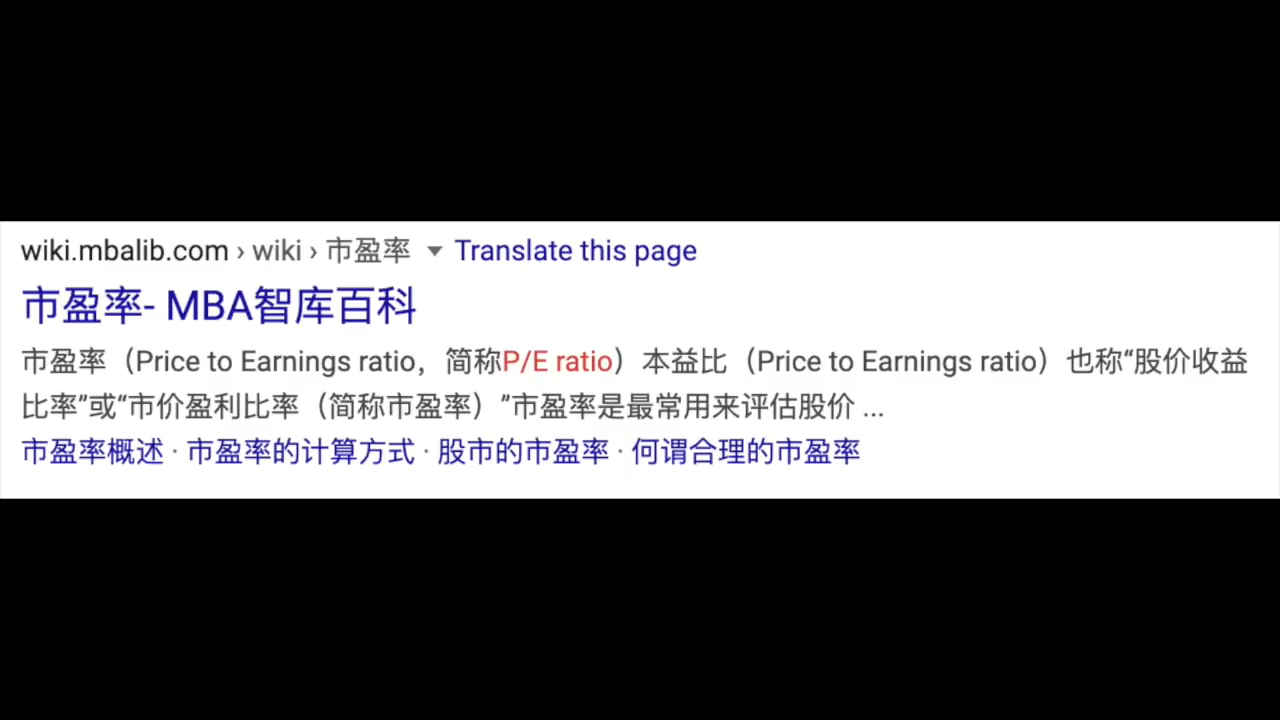 wiki.mbalib.com › wiki › 市盈率 ▼ Translate this page
市盈率- MBA智库百科
市盈率（Price to Earnings ratio，简称P/E ratio）本益比（Price to Earnings ratio）也称“股价收益
比率”或“市价盈利比率（简称市盈率）”市盈率是最常用来评估股价 ...
市盈率概述 · 市盈率的计算方式 · 股市的市盈率 · 何谓合理的市盈率